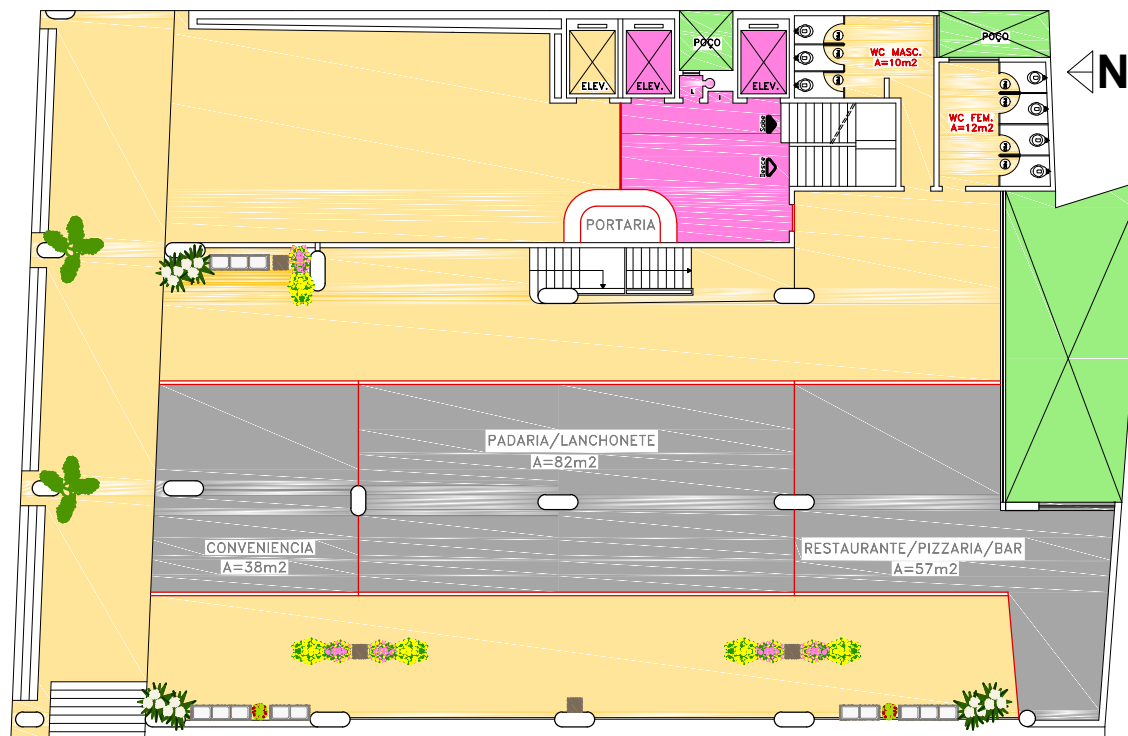 POÇO
POÇO
N
WC MASC.
A=10m2
ELEV.
ELEV.
ELEV.
L
I
Sobe
WC FEM.
A=12m2
Desce
PORTARIA
PADARIA/LANCHONETE
A=82m2
CONVENIENCIA
A=38m2
RESTAURANTE/PIZZARIA/BAR
A=57m2